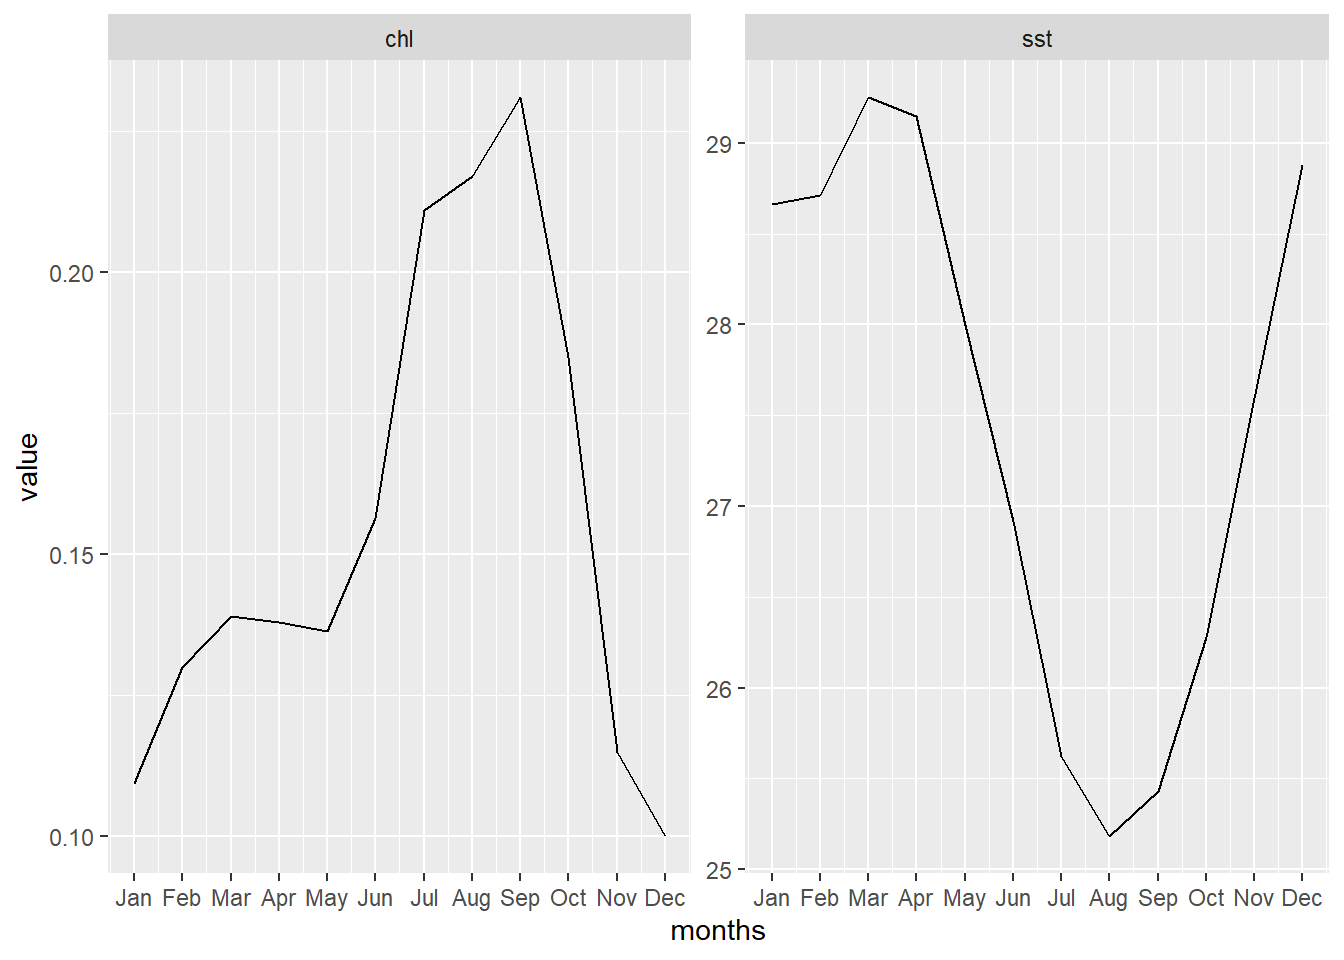 chl
sst
value
0.20
0.15
0.10
29
28
27
26
25
Jan Feb Mar Apr May Jun Jul Aug Sep Oct Nov Dec
Jan Feb Mar Apr May Jun Jul Aug Sep Oct Nov Dec
months